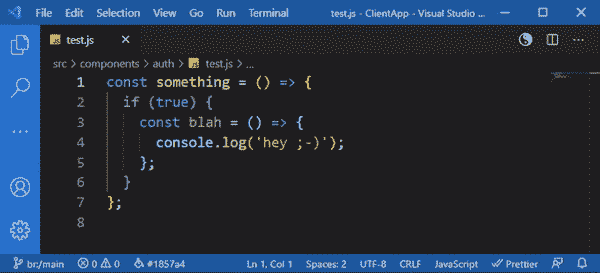 File Edit Selection View Go Run Terminal test.js - ClientApp - Visual Studio
JS test.js
src > components > auth > JS test.js > ...
1 const something = () => {
2 if (true) {
3 const blah = () => {
4 console.log('hey ;-)');
5 };
6 }
7 };
8
br:/main 0 0 #1857a4 Ln 1, Col 1 Spaces: 2 UTF-8 CRLF JavaScript Prettier